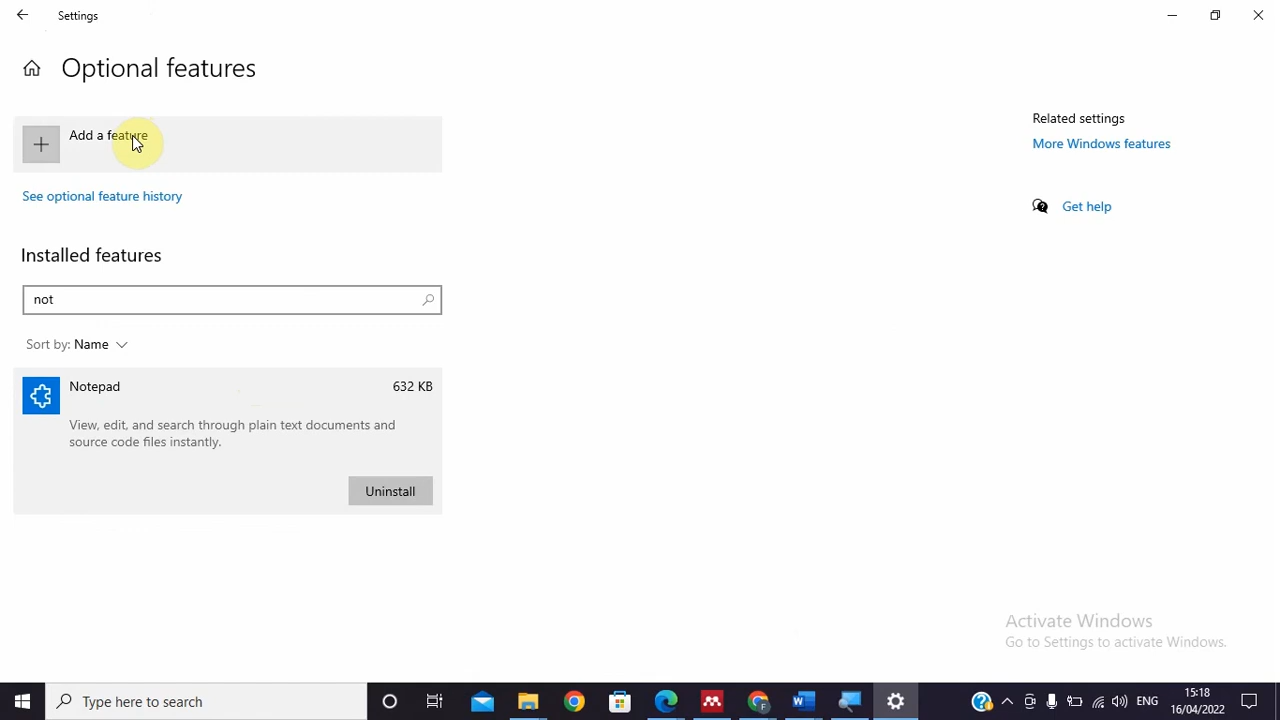 Settings
Optional features
Add a feature
See optional feature history
Installed features
not
Sort by: Name
Notepad 632 KB
View, edit, and search through plain text documents and
source code files instantly.
Uninstall
Related settings
More Windows features
Get help
Activate Windows
Go to Settings to activate Windows.
Type here to search
ENG
15:18
16/04/2022